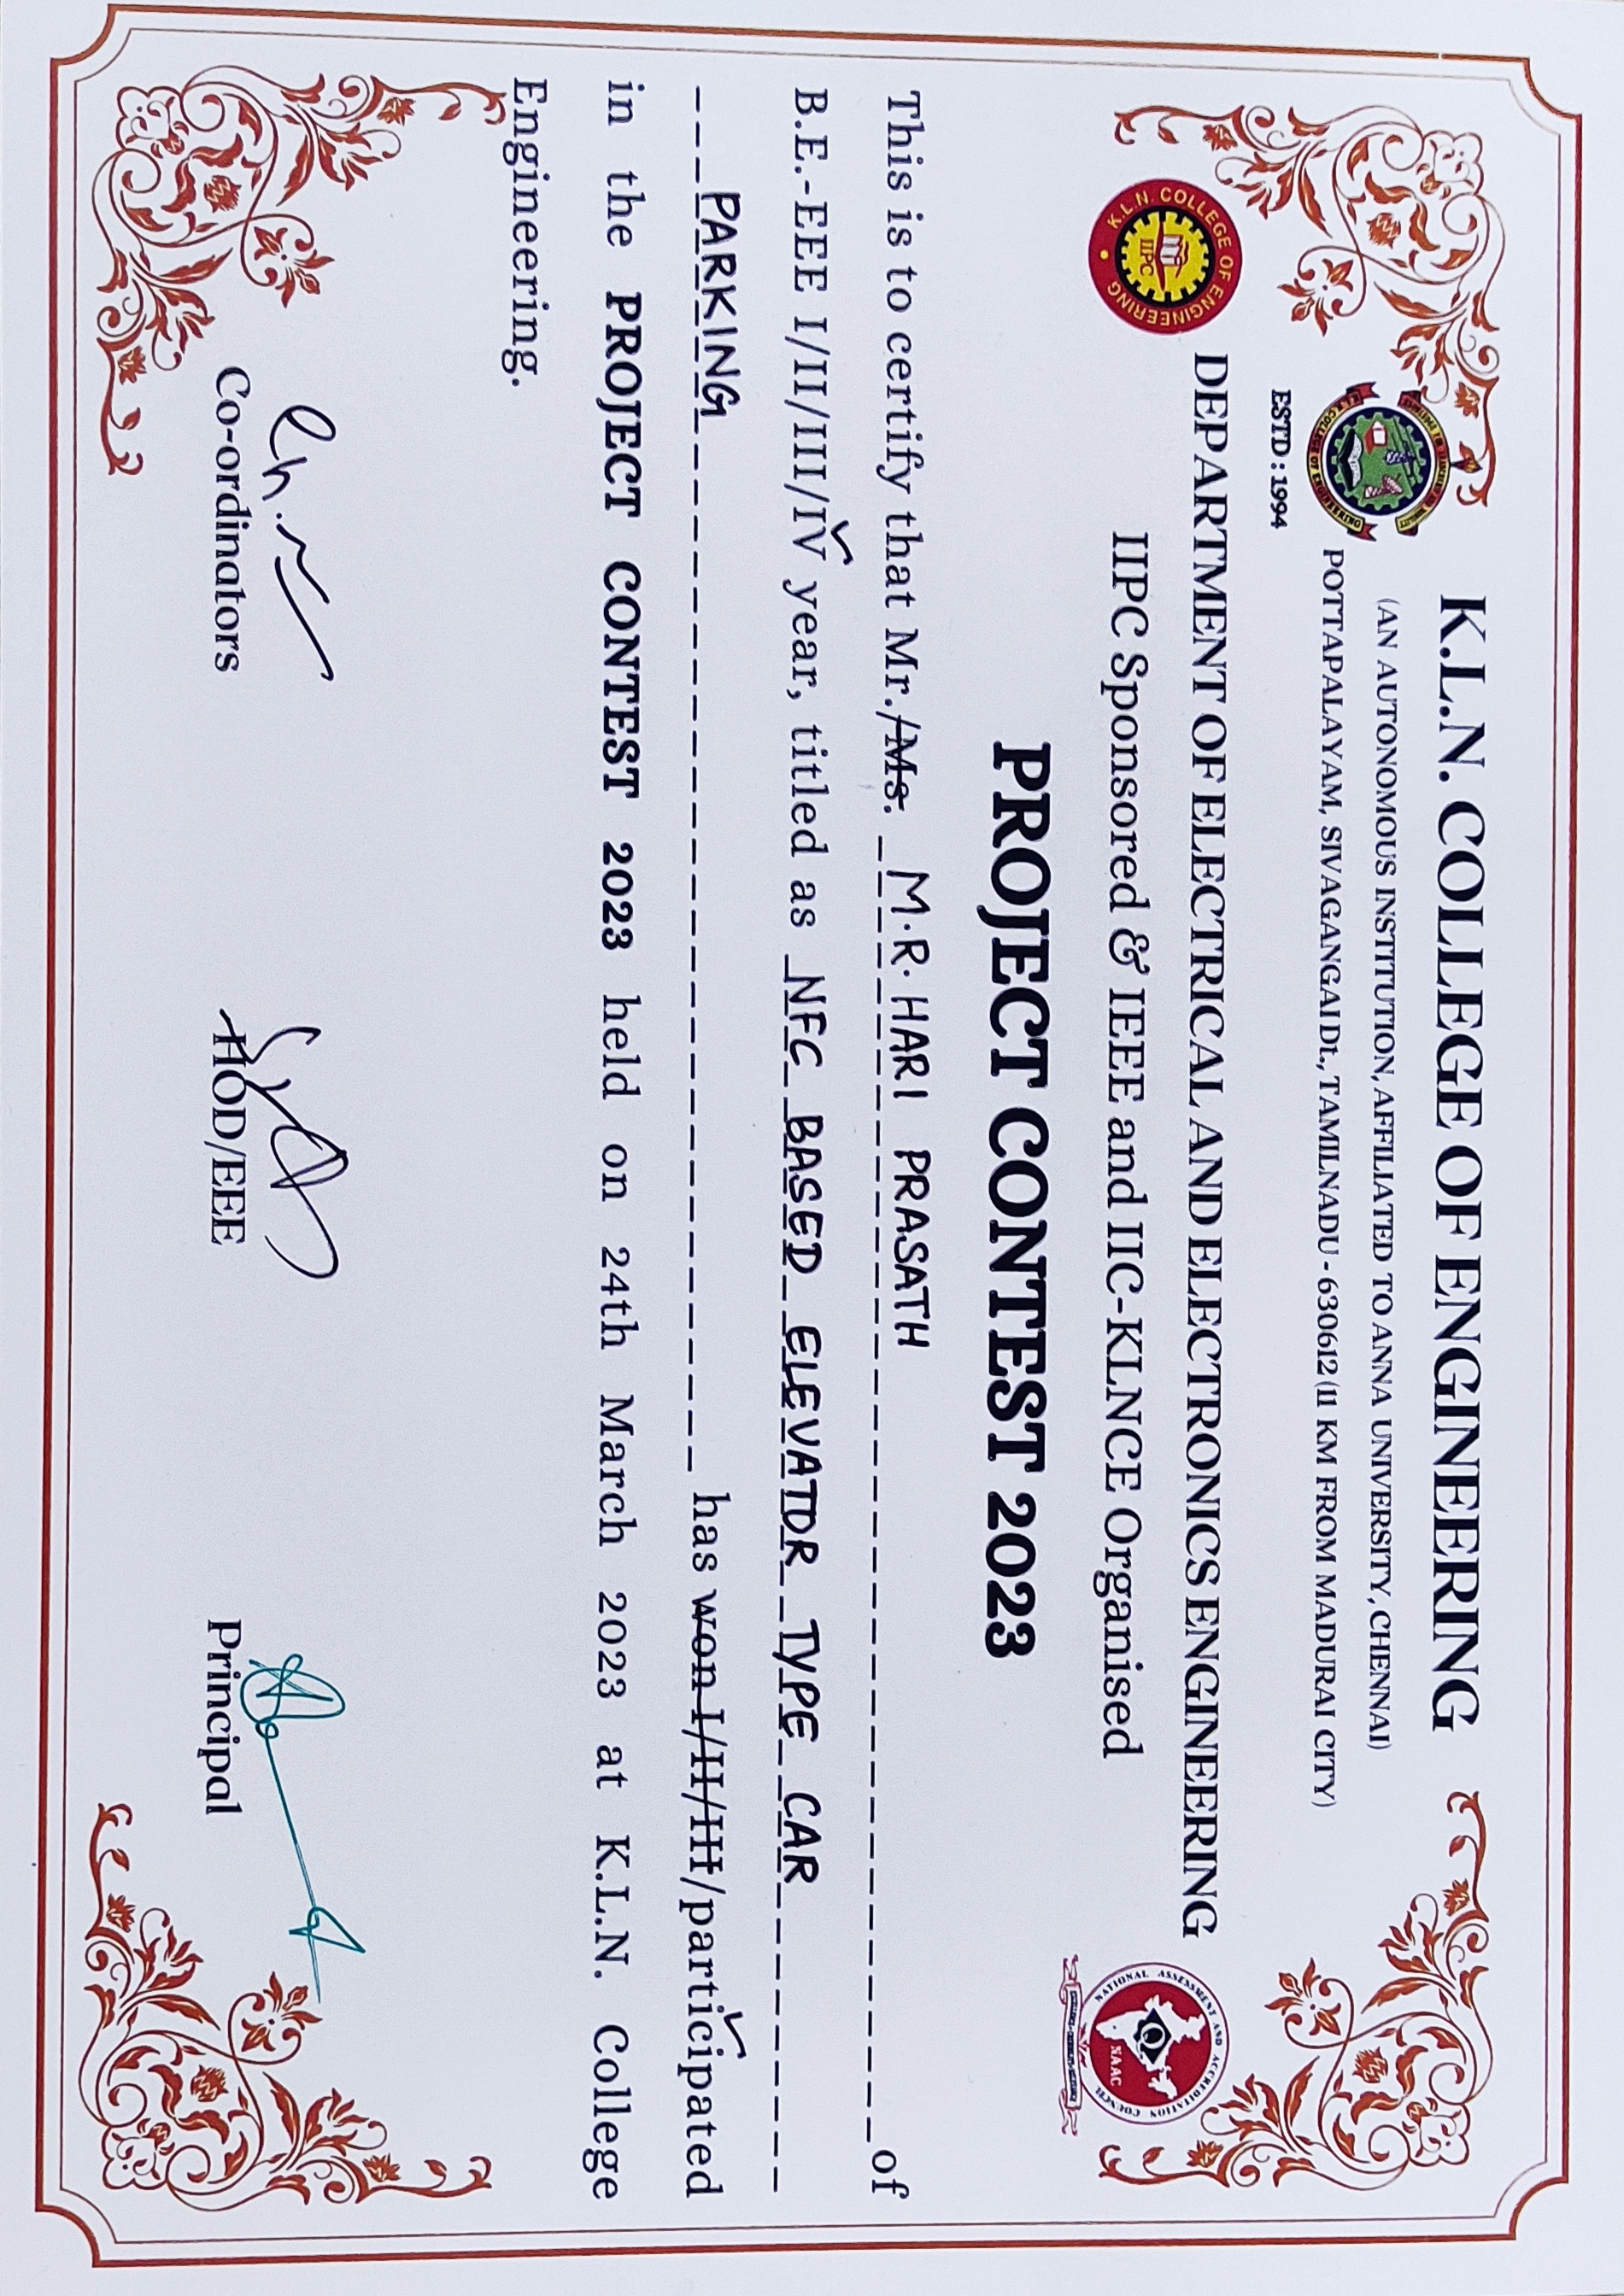 K.L.N. COLLEGE OF ENGINEERING
(AN AUTONOMOUS INSTITUTION, AFFILIATED TO ANNA UNIVERSITY, CHENNAI)
POTTAPALAYAM, SIVAGANGAI Dt., TAMILNADU - 630612 (11 KM FROM MADURAI CITY)
ESTD : 1994
K.L.N. COLLEGE OF ENGINEERING
IIPC
DEPARTMENT OF ELECTRICAL AND ELECTRONICS ENGINEERING
IIPC Sponsored & IEEE and IIC-KLNCE Organised
NATIONAL ASSESSMENT AND ACCREDITATION COUNCIL
NAAC
PROJECT CONTEST 2023
This is to certify that Mr./Ms. M.R. HARI PRASATH of
B.E.-EEE I/II/III/IV year, titled as NFC BASED ELEVATOR TYPE CAR
PARKING has won I/II/III/participated
in the PROJECT CONTEST 2023 held on 24th March 2023 at K.L.N. College
Engineering.
Co-ordinators
HOD/EEE
Principal